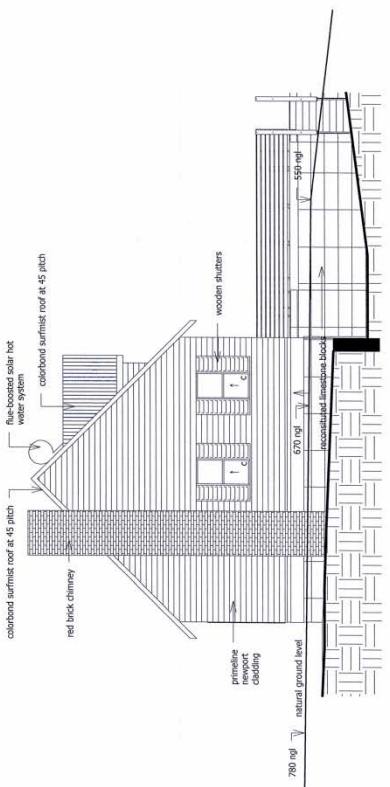 colorbond surfmist roof at 45 pitch
flue-boosted solar hot
water system
colorbond surfmist roof at 45 pitch
red brick chimney
wooden shutters
primeline
newport
cladding
780 ngl
natural ground level
670 ngl
reconsitured limestone blocks
550 ngl
C
C